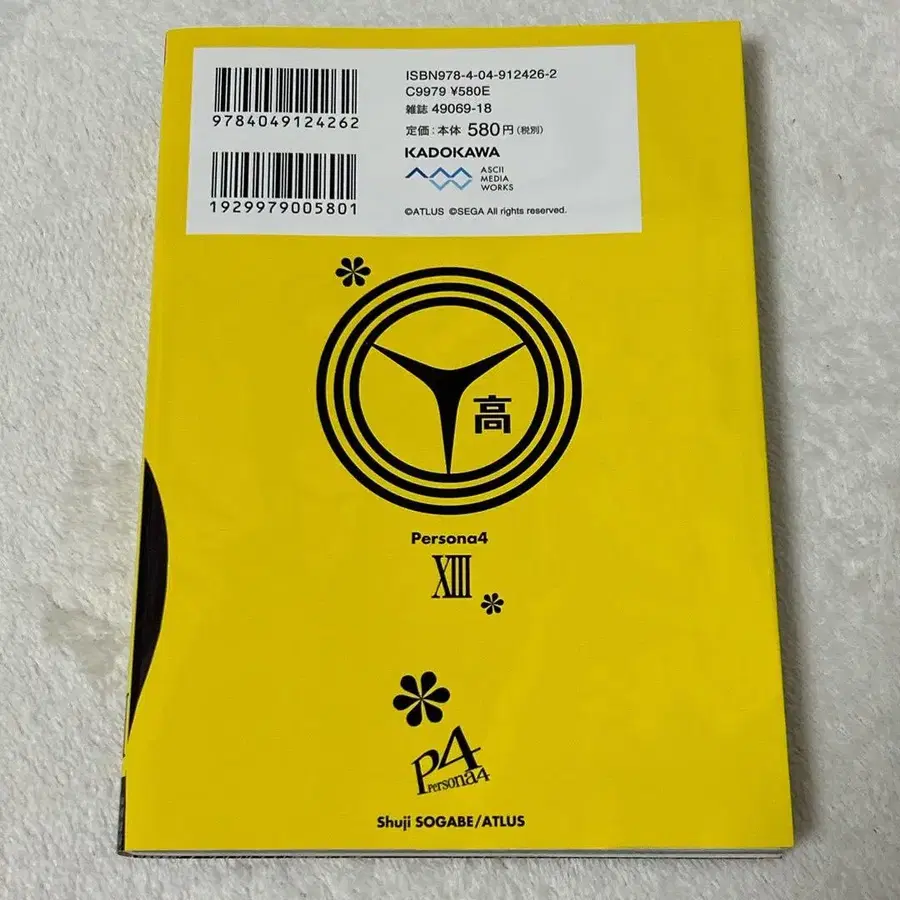 9784049124262
1929979005801
ISBN978-4-04-912426-2
C9979 ¥580E
雑誌 49069-18
定価:本体 580円(税別)
KADOKAWA
ASCII
MEDIA
WORKS
©ATLUS ©SEGA All rights reserved.
高
Persona4
XIII
P4
Persona4
Shuji SOGABE/ATLUS